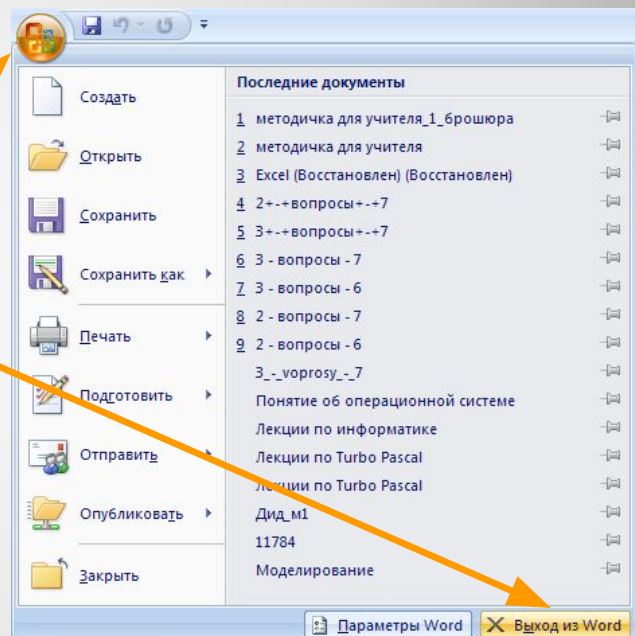 Создать
Открыть
Сохранить
Сохранить как
Печать
Подготовить
Отправить
Опубликовать
Закрыть
Последние документы
1 методичка для учителя_1_брошюра
2 методичка для учителя
3 Excel (Восстановлен) (Восстановлен)
4 2+-+вопросы+-+7
5 3+-+вопросы+-+7
6 3 - вопросы - 7
7 3 - вопросы - 6
8 2 - вопросы - 7
9 2 - вопросы - 6
3_-_voprosy_-_7
Понятие об операционной системе
Лекции по информатике
Лекции по Turbo Pascal
Лекции по Turbo Pascal
Дид_м1
11784
Моделирование
Параметры Word
Выход из Word